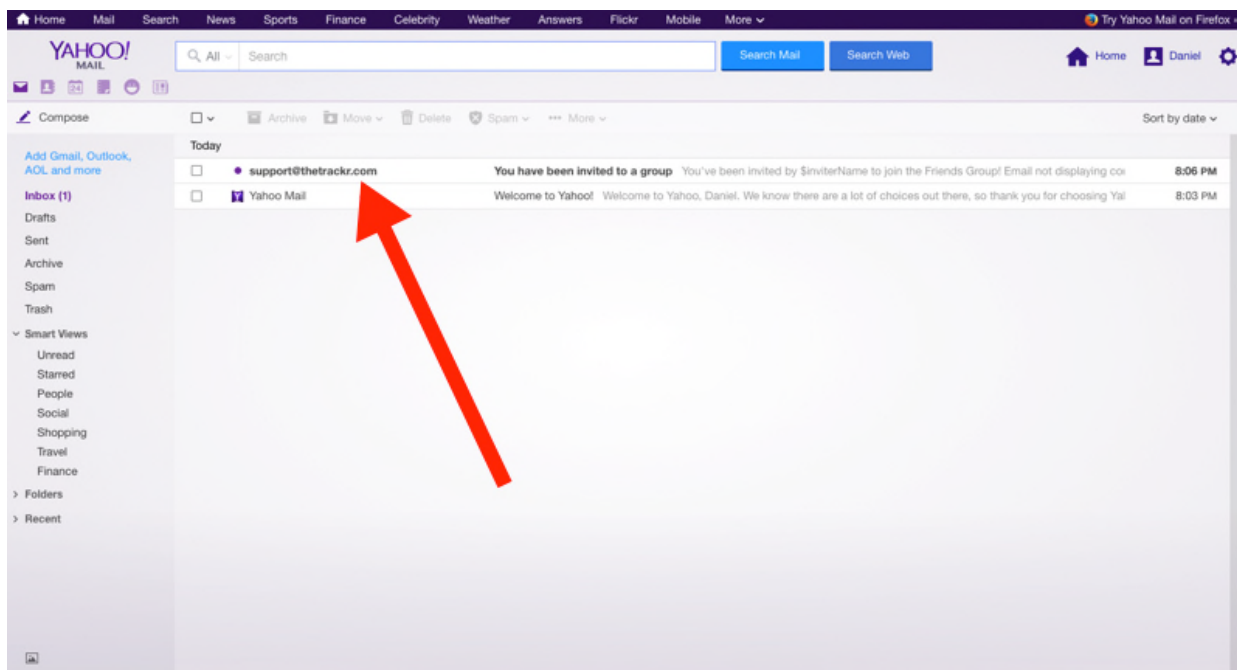 Home Mail Search News Sports Finance Celebrity Weather Answers Flickr Mobile More Try Yahoo Mail on Firefox
YAHOO!
MAIL
All Search Search Mail Search Web Home Daniel
24
Compose Archive Move Delete Spam More Sort by date
Add Gmail, Outlook,
AOL and more
Today
support@thetrackr.com You have been invited to a group You've been invited by $inviterName to join the Friends Group! Email not displaying
Yahoo Mail Welcome to Yahoo! Welcome to Yahoo, Daniel. We know there are a lot of choices out there, so thank you for choosing
8:06 PM
8:03 PM
Inbox (1)
Drafts
Sent
Archive
Spam
Trash
Smart Views
Unread
Starred
People
Social
Shopping
Travel
Finance
Folders
Recent